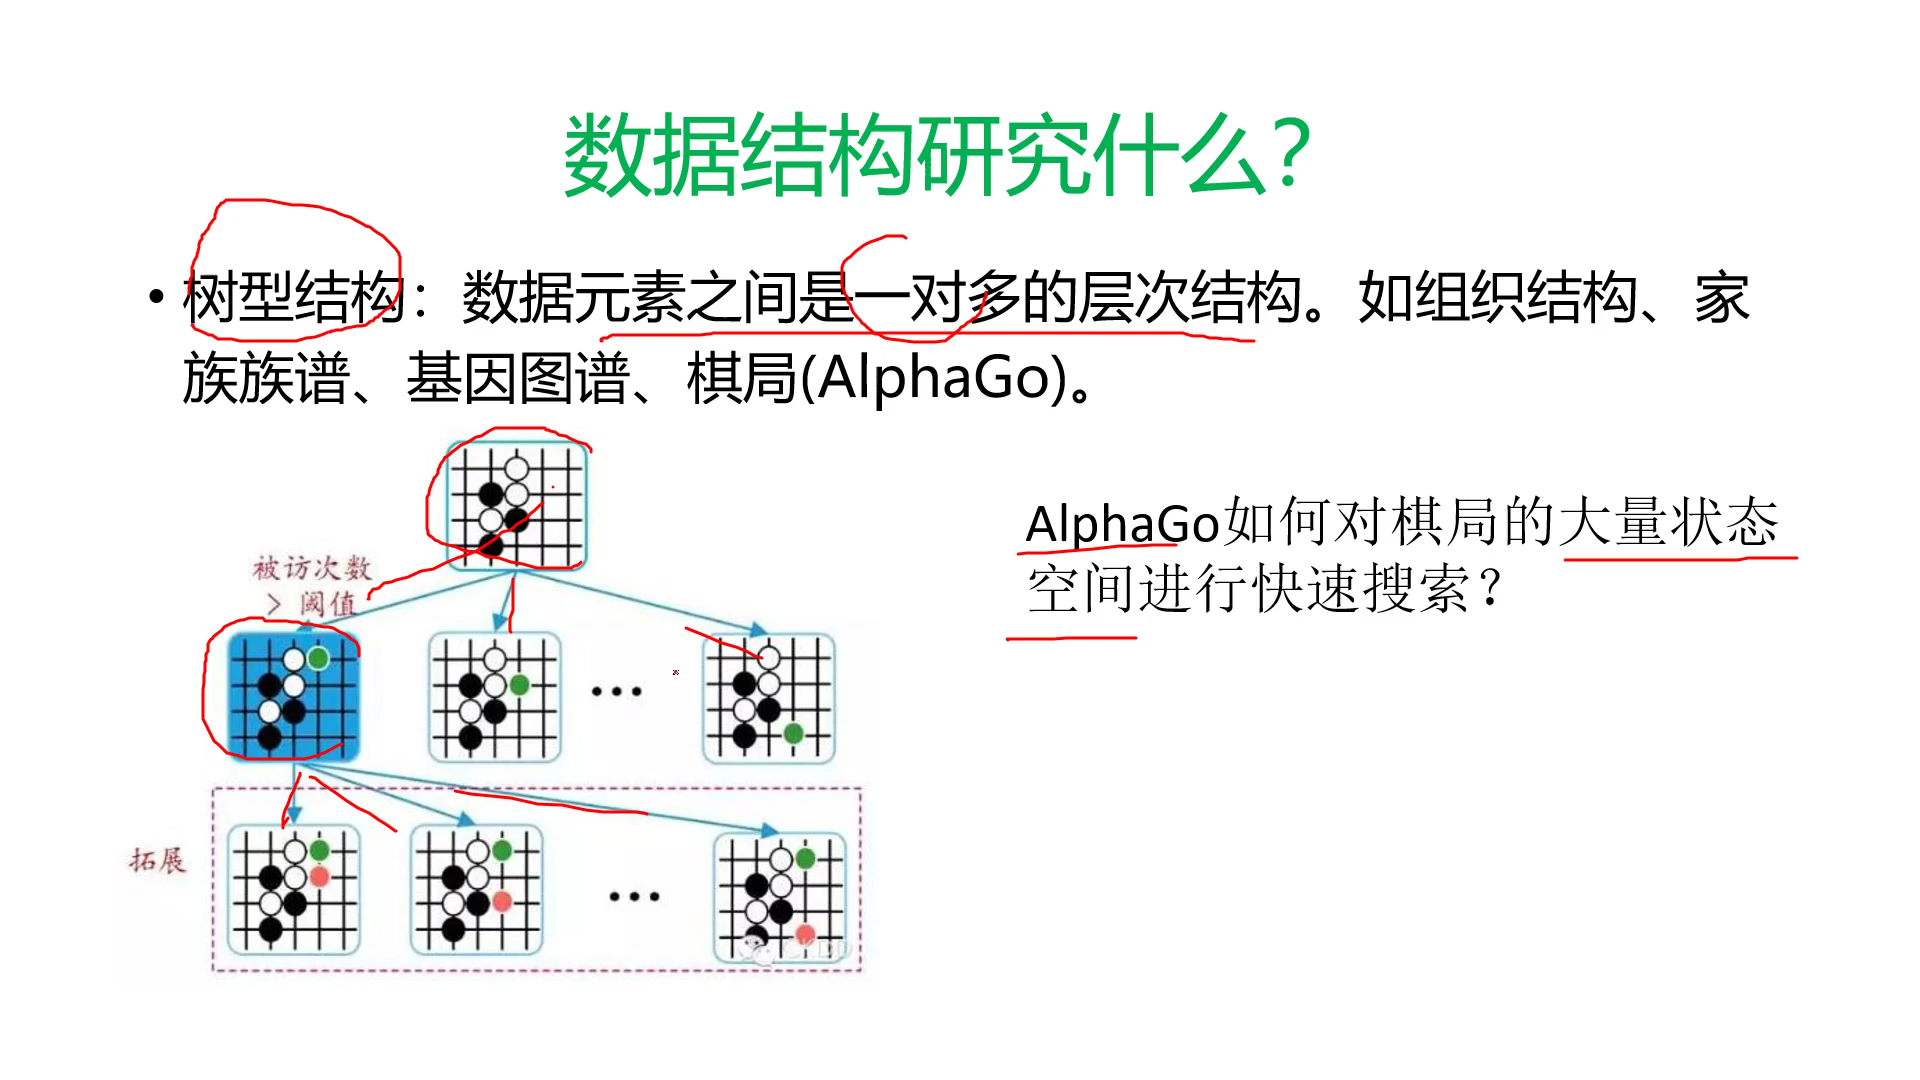 数据结构研究什么?
• 树型结构：数据元素之间是一对多的层次结构。如组织结构、家
族族谱、基因图谱、棋局(AlphaGo)。
AlphaGo如何对棋局的大量状态
空间进行快速搜索?
被访次数
> 阈值
拓展